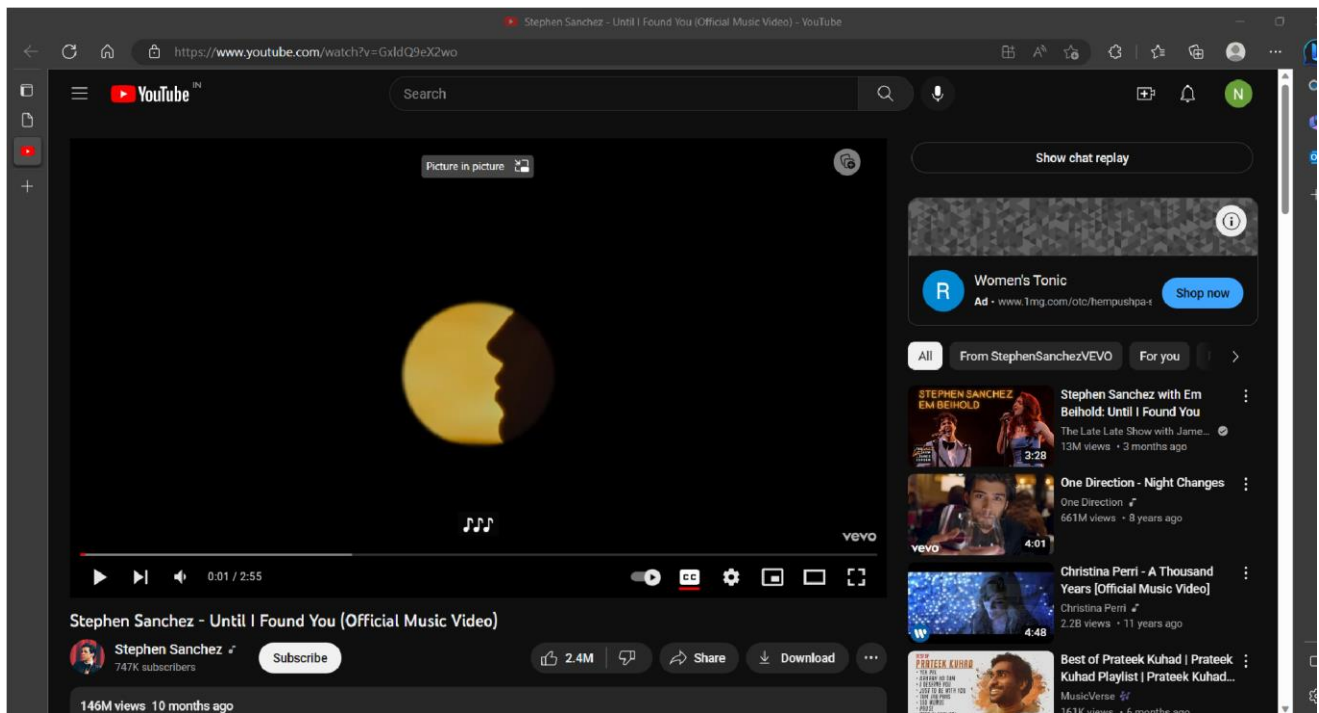 Stephen Sanchez - Until I Found You (Official Music Video) - YouTube
https://www.youtube.com/watch?v=GxldQ9eX2wo
YouTube IN
Search
N
Picture in picture
Show chat replay
R
Women's Tonic
Ad • www.1mg.com/otc/hempushpa-s
Shop now
All
From StephenSanchezVEVO
For you
STEPHEN SANCHEZ
EM BEIHOLD
3:28
Stephen Sanchez with Em
Beihold: Until I Found You
The Late Late Show with Jame...
13M views • 3 months ago
vevo
4:01
One Direction - Night Changes
One Direction
661M views • 8 years ago
♪♪♪
vevo
0:01 / 2:55
CC
W
4:48
Christina Perri - A Thousand
Years [Official Music Video]
Christina Perri
2.2B views • 11 years ago
Stephen Sanchez - Until I Found You (Official Music Video)
Stephen Sanchez
747K subscribers
Subscribe
2.4M
Share
Download
PRATEEK KUHAD
Best of Prateek Kuhad | Prateek
Kuhad Playlist | Prateek Kuhad...
MusicVerse
161K views • 6 months ago
146M views 10 months ago